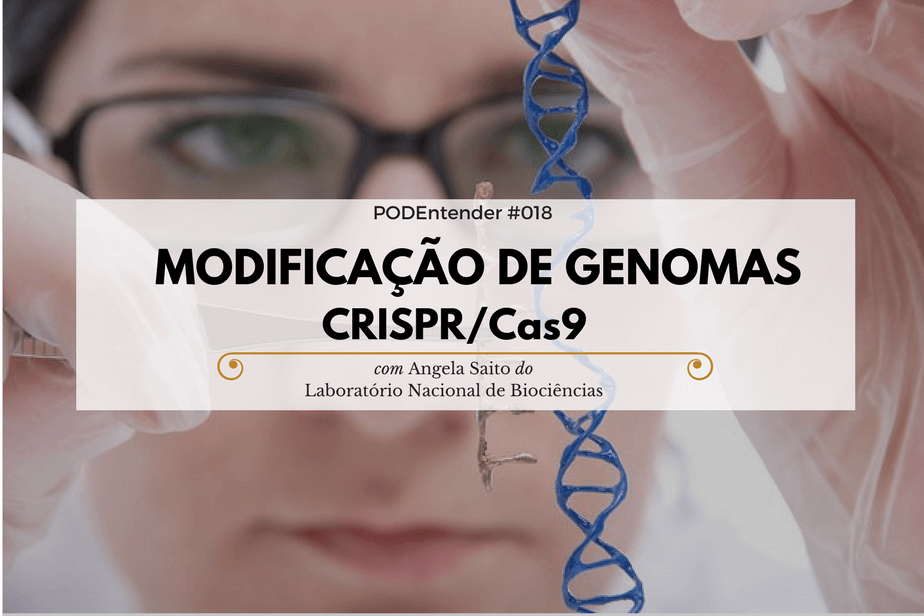 PODEntender #018
MODIFICAÇÃO DE GENOMAS
CRISPR/Cas9
com Angela Saito do
Laboratório Nacional de Biociências